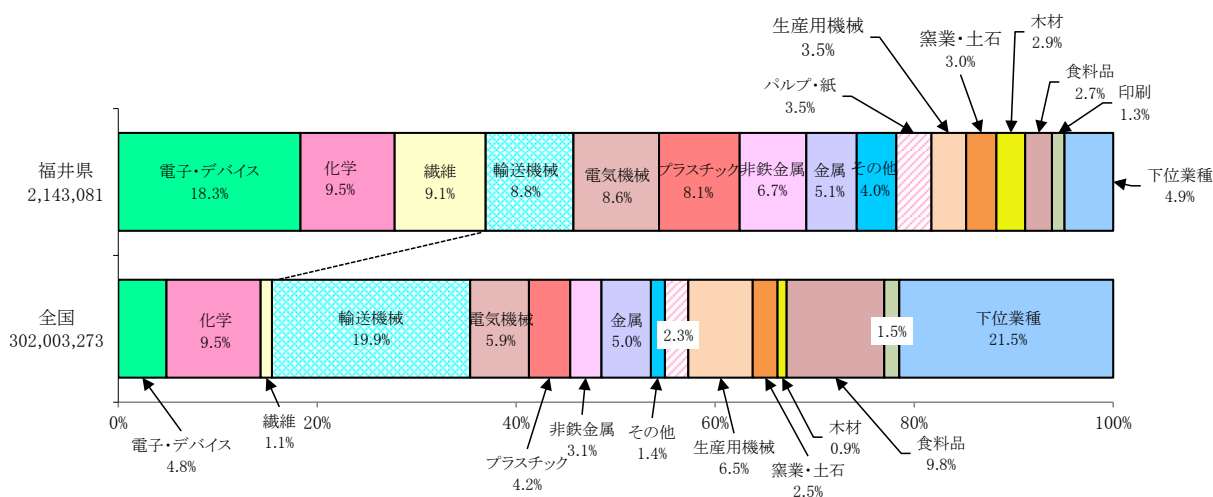 生産用機械
3.5%
窯業・土石
3.0%
木材
2.9%
パルプ・紙
3.5%
食料品
2.7%
印刷
1.3%
福井県
2,143,081
電子・デバイス
18.3%
化学
9.5%
繊維
9.1%
輸送機械
8.8%
電気機械
8.6%
プラスチック
8.1%
非鉄金属
6.7%
金属
5.1%
その他
4.0%
下位業種
4.9%
全国
302,003,273
化学
9.5%
輸送機械
19.9%
電気機械
5.9%
金属
5.0%
2.3%
1.5%
下位業種
21.5%
0%
20%
40%
60%
80%
100%
電子・デバイス
4.8%
繊維
1.1%
プラスチック
4.2%
非鉄金属
3.1%
その他
1.4%
生産用機械
6.5%
窯業・土石
2.5%
木材
0.9%
食料品
9.8%